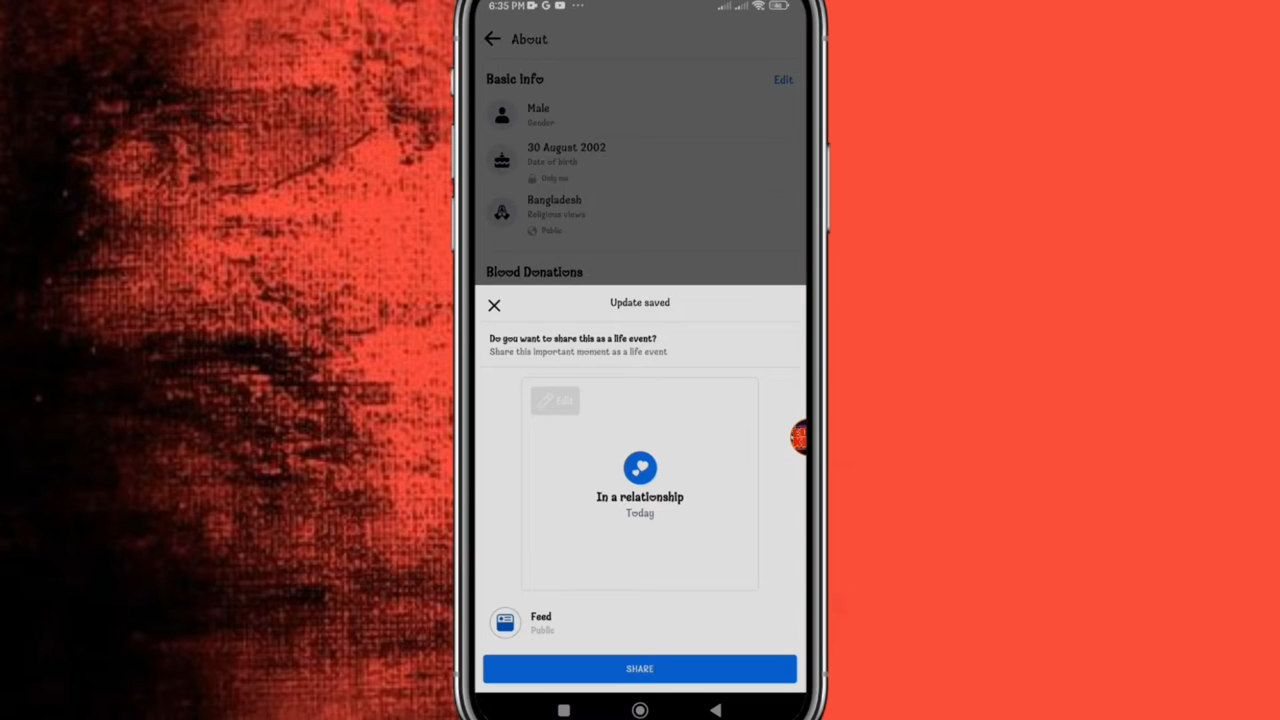 6:35 PM
About
Basic info
Edit
Male
Gender
30 August 2002
Date of birth
Only me
Bangladesh
Religious views
Public
Blood Donations
Update saved
Do you want to share this as a life event?
Share this important moment as a life event
Edit
In a relationship
Today
Feed
Public
SHARE